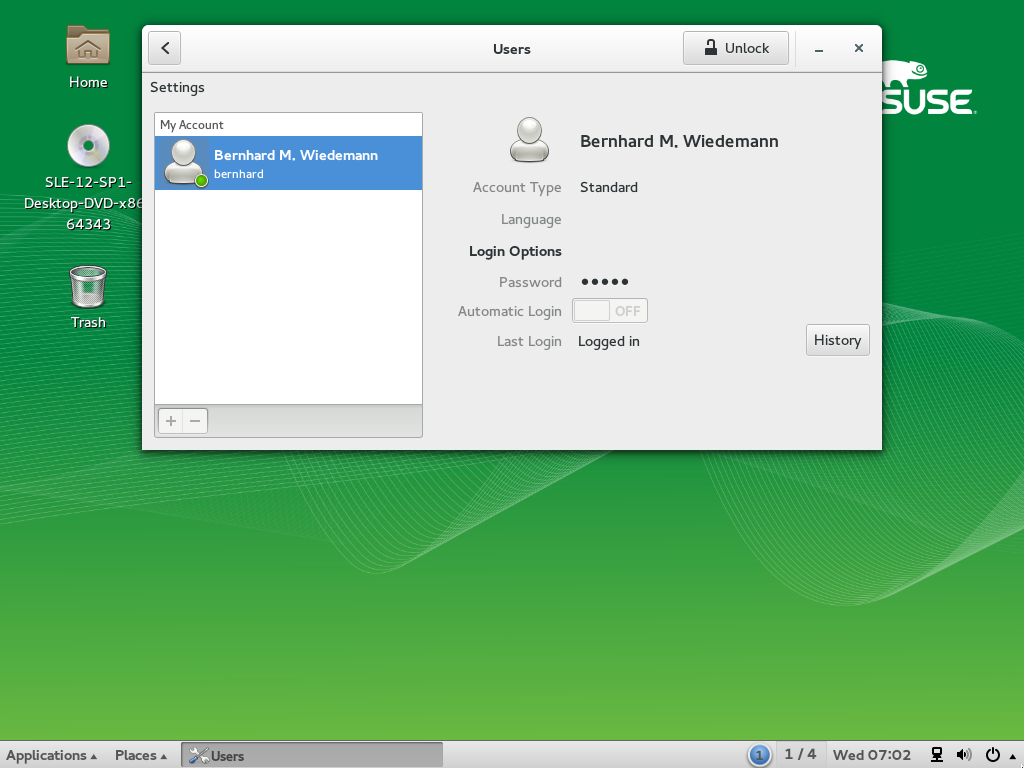 Home
SLE-12-SP1-
Desktop-DVD-x86
64343
Trash
Users
Unlock
Settings
My Account
Bernhard M. Wiedemann
bernhard
Bernhard M. Wiedemann
Account Type Standard
Language
Login Options
Password •••••
Automatic Login OFF
Last Login Logged in
History
SUSE
Applications
Places
Users
1
1 / 4
Wed 07:02